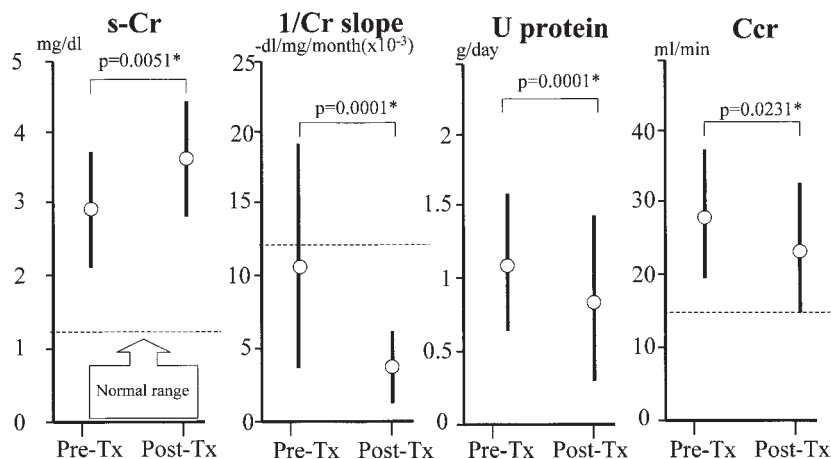 s-Cr
mg/dl
5
4
3
2
1
0
p=0.0051*
Normal range
Pre-Tx Post-Tx
1/Cr slope
-dl/mg/month(x10⁻³)
25
20
15
10
5
0
p=0.0001*
Pre-Tx Post-Tx
U protein
g/day
2
1.5
1
0.5
0
p=0.0001*
Pre-Tx Post-Tx
Ccr
ml/min
40
30
20
10
0
p=0.0231*
Pre-Tx Post-Tx